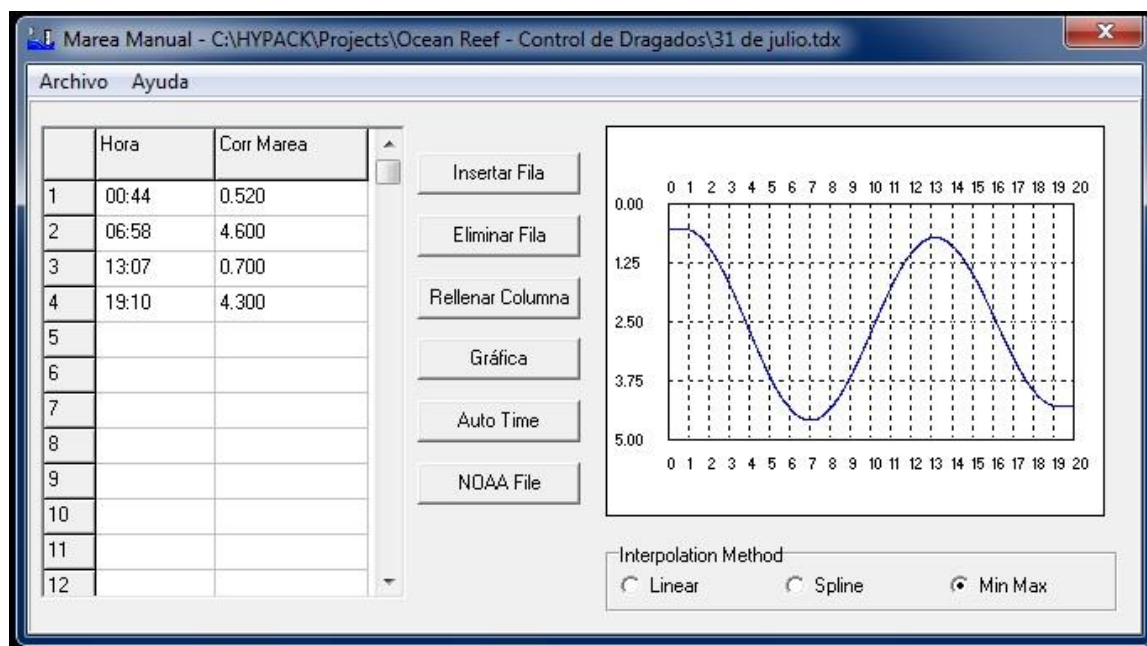 Marea Manual - C:\HYPACK\Projects\Ocean Reef - Control de Dragados\31 de julio.tdx
Archivo Ayuda
Hora Corr Marea
1 00:44 0.520
2 06:58 4.600
3 13:07 0.700
4 19:10 4.300
5
6
7
8
9
10
11
12
Insertar Fila
Eliminar Fila
Rellenar Columna
Gráfica
Auto Time
NOAA File
0 1 2 3 4 5 6 7 8 9 10 11 12 13 14 15 16 17 18 19 20
0.00
1.25
2.50
3.75
5.00
0 1 2 3 4 5 6 7 8 9 10 11 12 13 14 15 16 17 18 19 20
Interpolation Method
Linear Spline Min Max